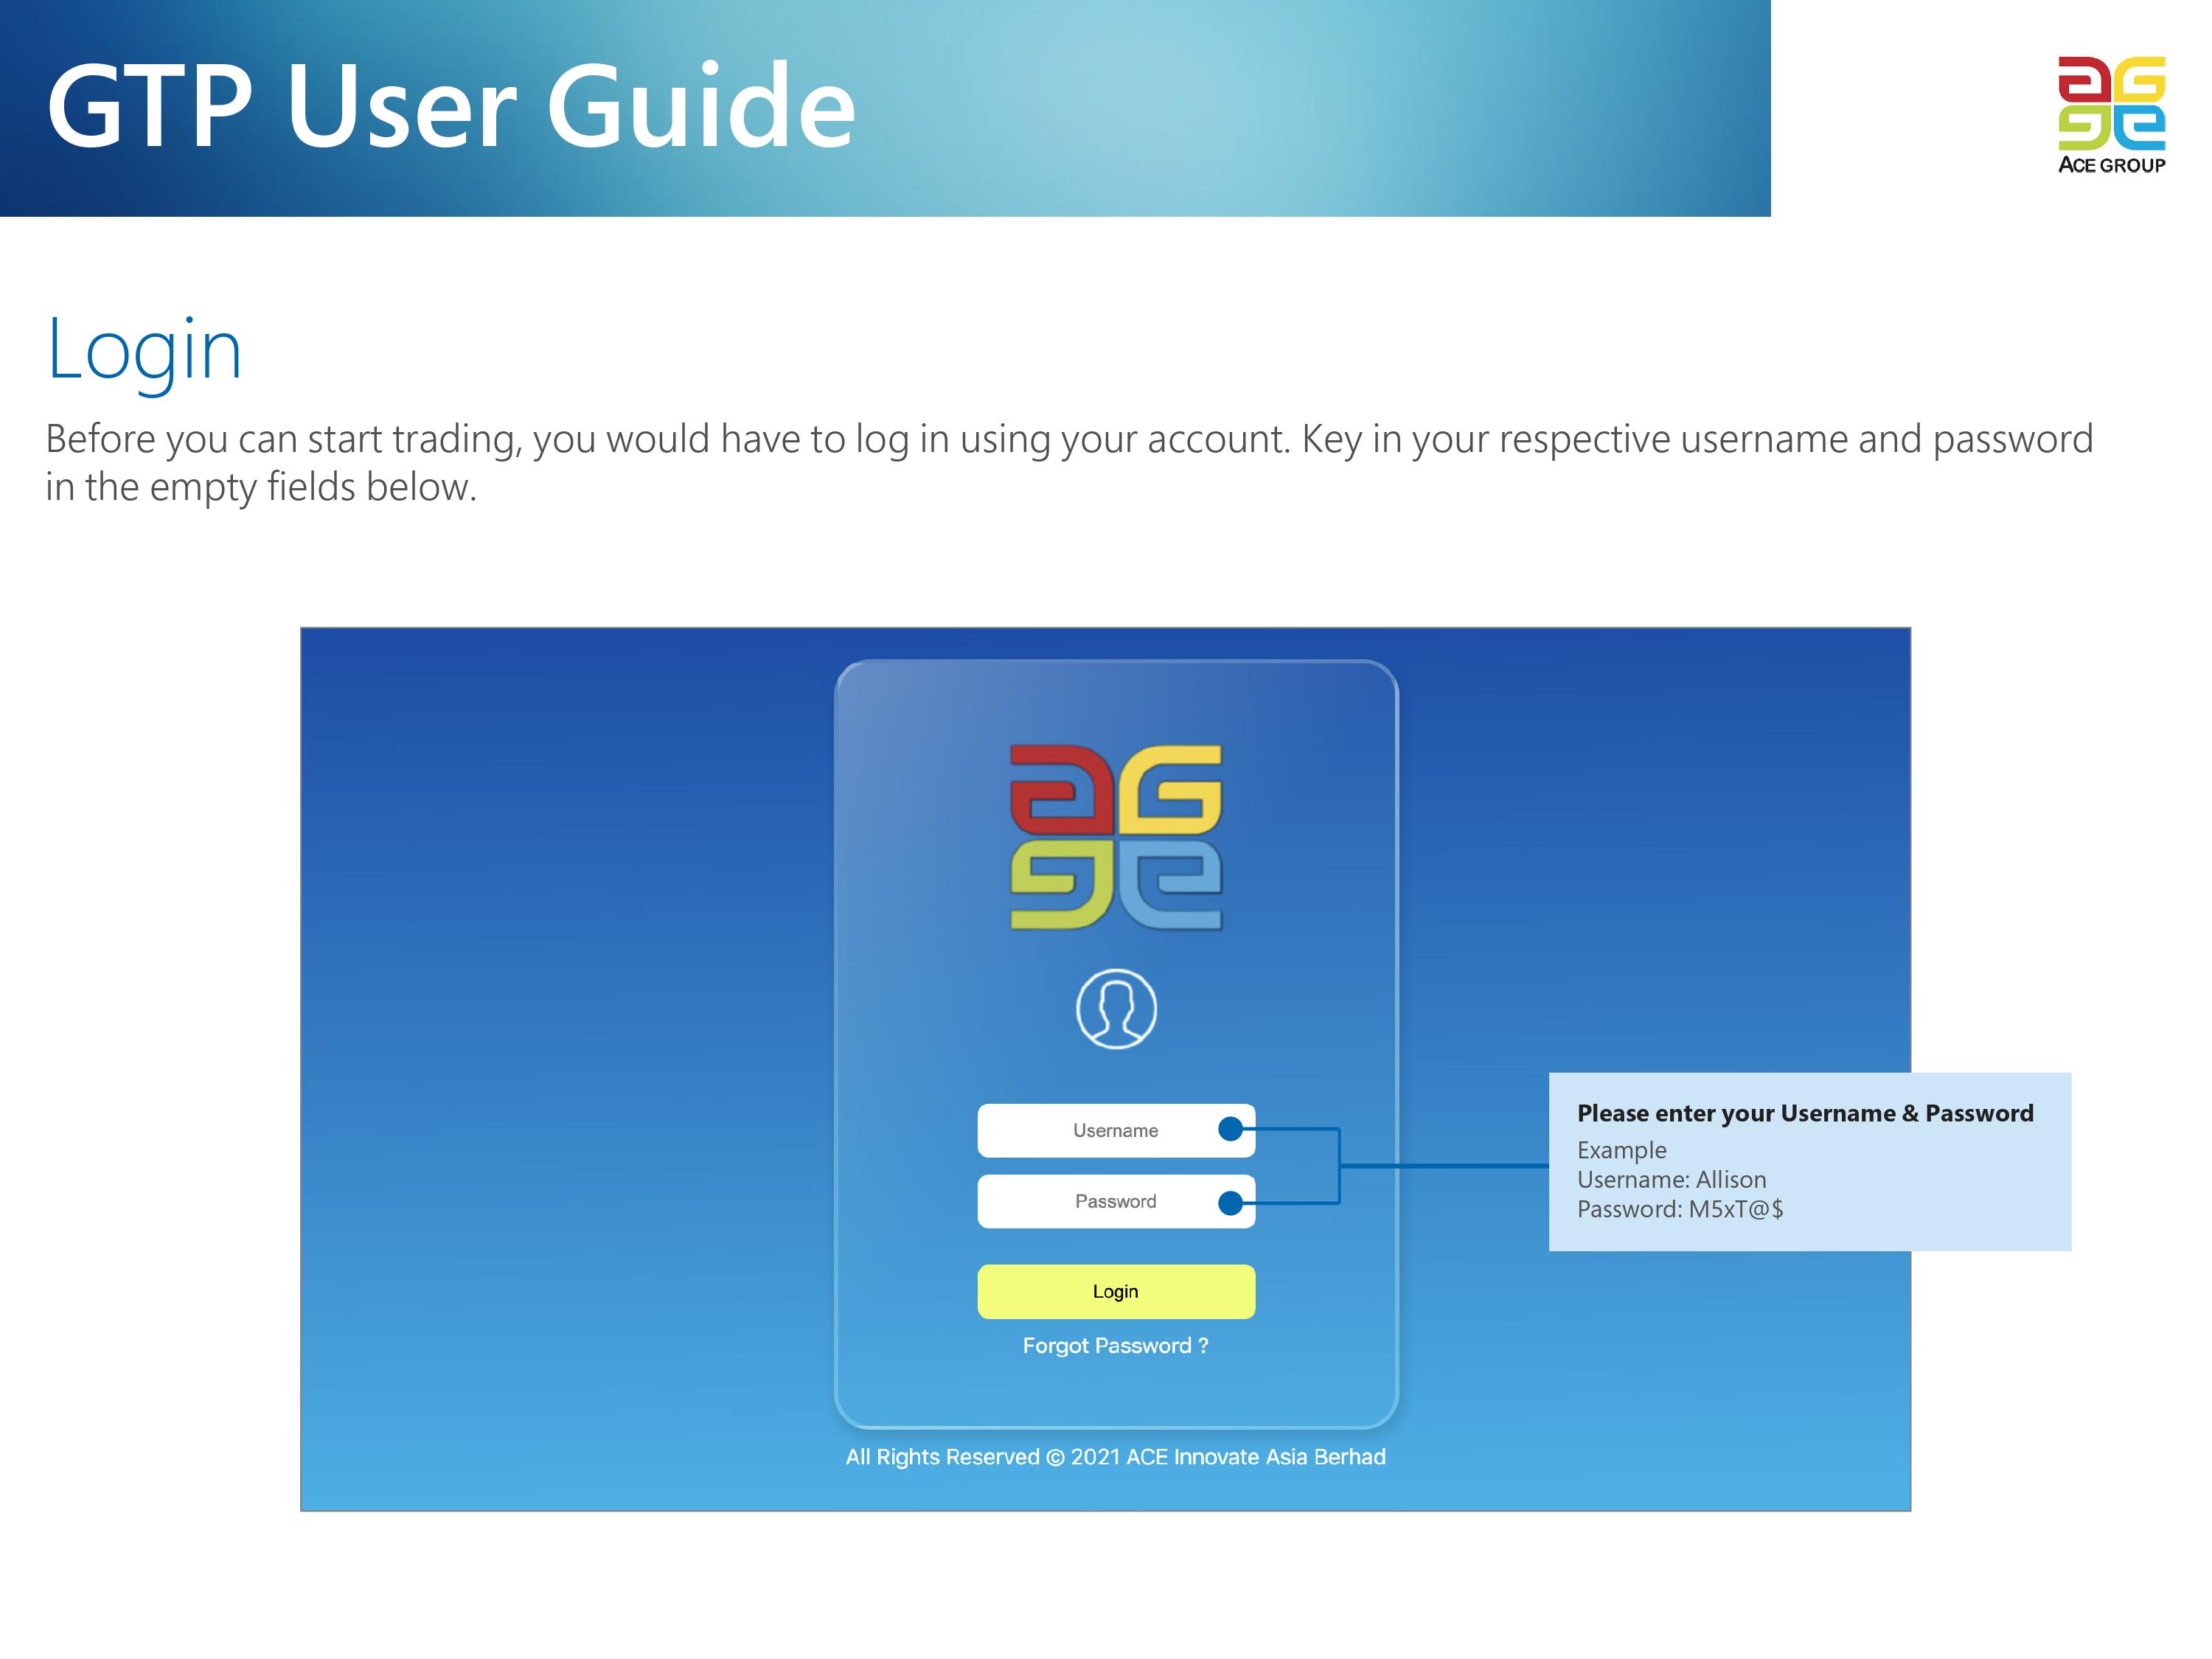 GTP User Guide
ACE GROUP
Login
Before you can start trading, you would have to log in using your account. Key in your respective username and password
in the empty fields below.
Username
Password
Login
Forgot Password ?
All Rights Reserved © 2021 ACE Innovate Asia Berhad
Please enter your Username & Password
Example
Username: Allison
Password: M5xT@$